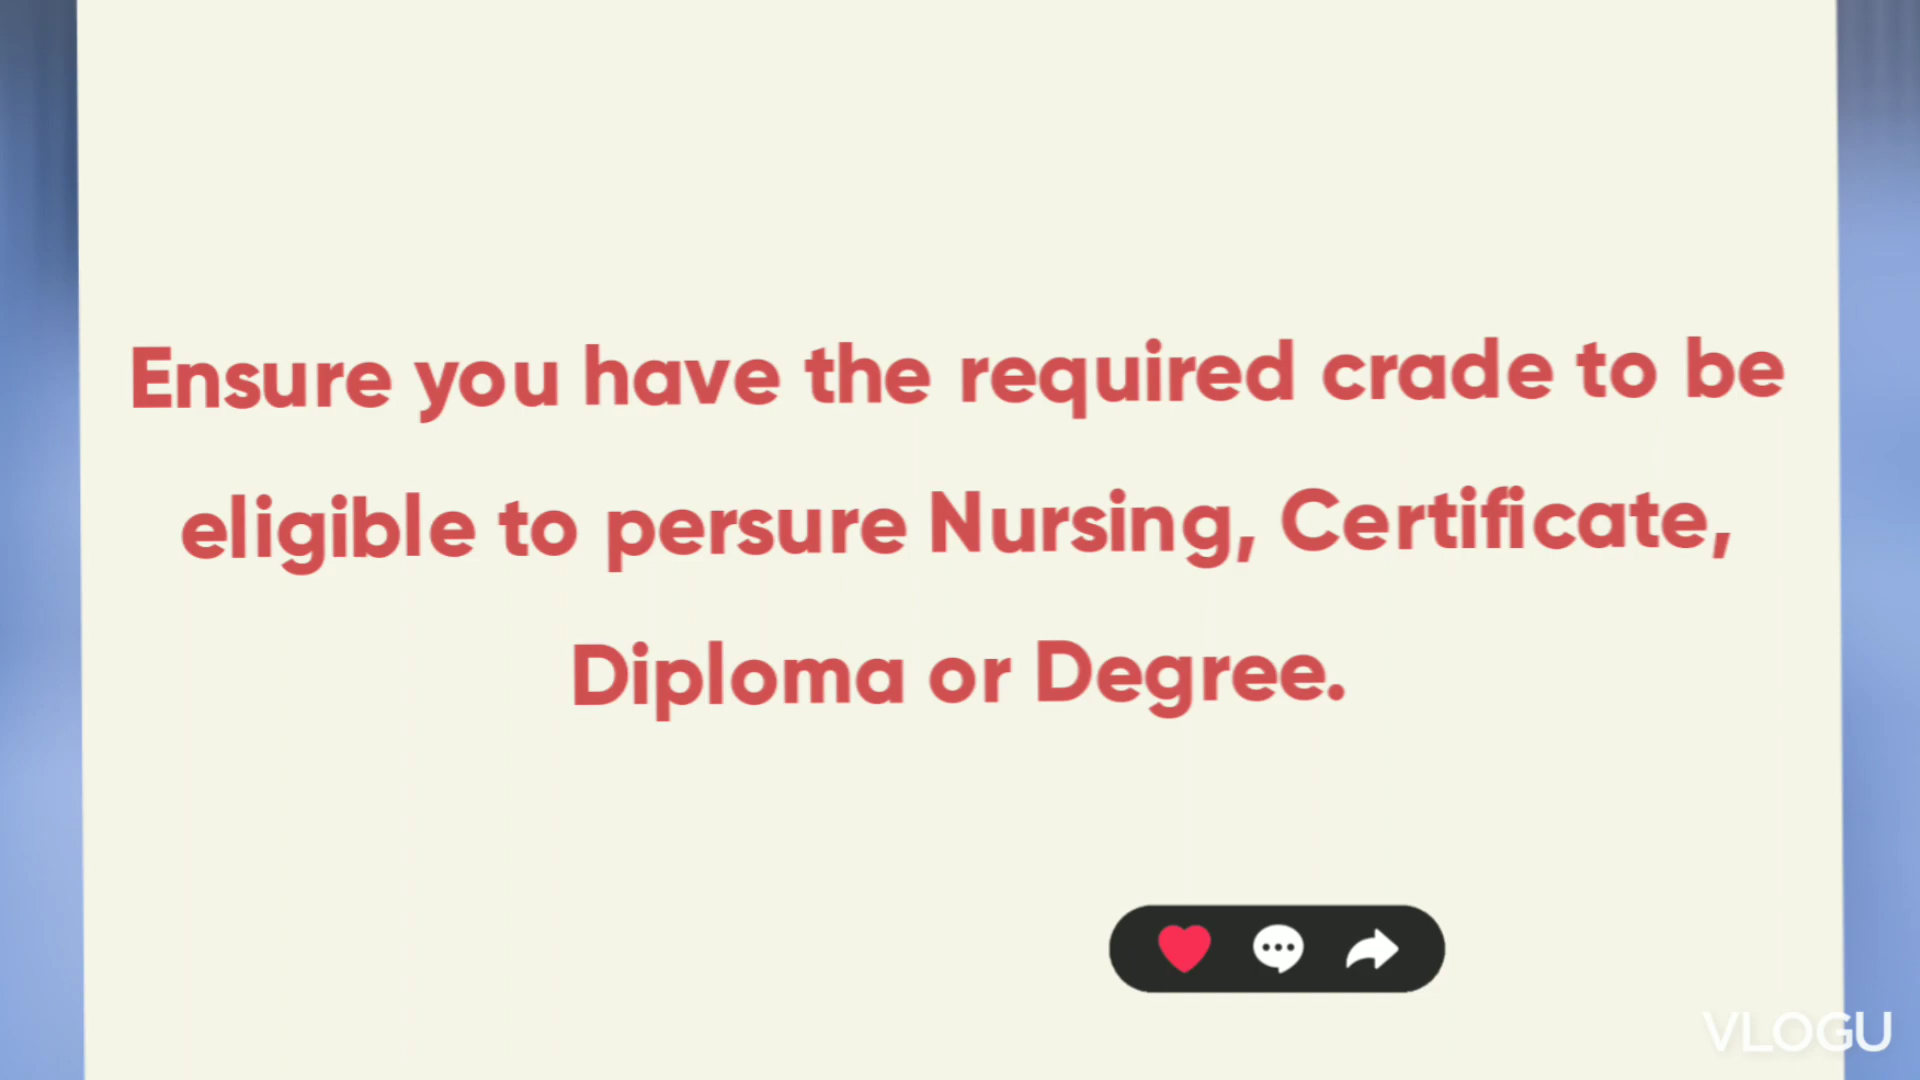 Ensure you have the required crade to be
eligible to persure Nursing, Certificate,
Diploma or Degree.
VLOGU